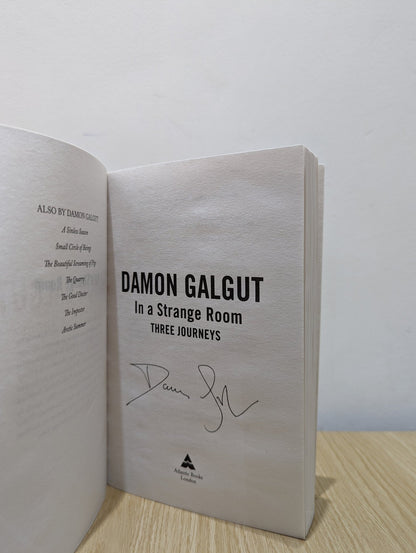 ALSO BY DAMON GALGUT
A Sinless Season
Small Circle of Beings
The Beautiful Screaming of Pigs
The Quarry
The Good Doctor
The Impostor
Arctic Summer
DAMON GALGUT
In a Strange Room
THREE JOURNEYS
Atlantic Books
London